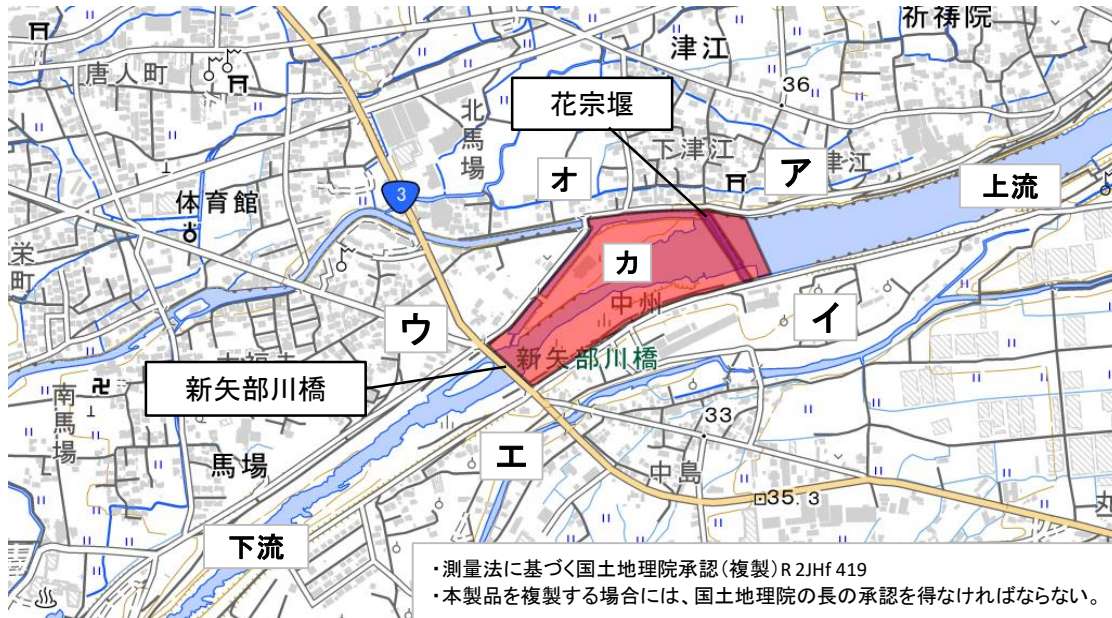 祈祷院
津江
唐人町
36
花宗堰
北馬場
下津江
津江
ア
オ
上流
3
体育館
カ
栄町
中州
イ
ウ
新矢部川橋
新矢部川橋
南馬場
33
馬場
エ
中島
35.3
下流
・測量法に基づく国土地理院承認(複製)R 2JHf 419
・本製品を複製する場合には、国土地理院の長の承認を得なければならない。